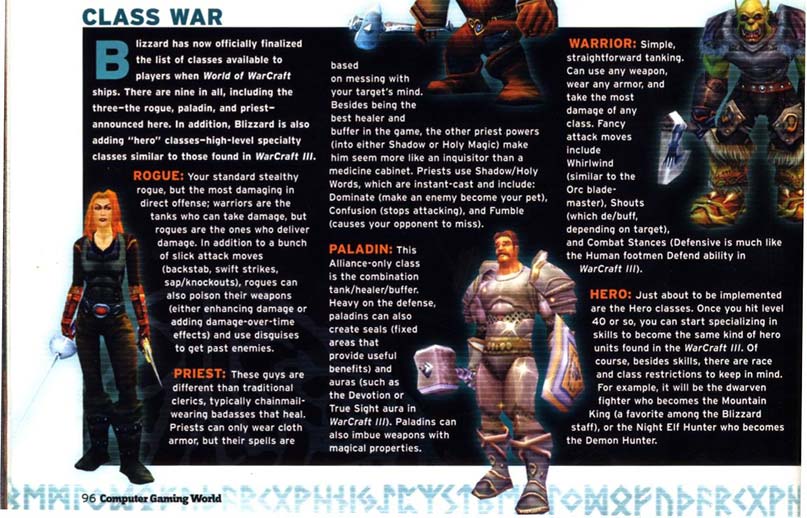 CLASS WAR
Blizzard has now officially finalized
the list of classes available to
players when World of WarCraft
ships. There are nine in all, including the
three—the rogue, paladin, and priest—
announced here. In addition, Blizzard is also
adding “hero” classes—high-level specialty
classes similar to those found in WarCraft III.
ROGUE: Your standard stealthy
rogue, but the most damaging in
direct offense; warriors are the
tanks who can take damage, but
rogues are the ones who deliver
damage. In addition to a bunch
of slick attack moves
(backstab, swift strikes,
sap/knockouts), rogues can
also poison their weapons
(either enhancing damage or
adding damage-over-time
effects) and use disguises
to get past enemies.
PRIEST: These guys are
different than traditional
clerics, typically chainmail-
wearing badasses that heal.
Priests can only wear cloth
armor, but their spells are
based
on messing with
your target's mind.
Besides being the
best healer and
buffer in the game, the other priest powers
(into either Shadow or Holy Magic) make
him seem more like an inquisitor than a
medicine cabinet. Priests use Shadow/Holy
Words, which are instant-cast and include:
Dominate (make an enemy become your pet),
Confusion (stops attacking), and Fumble
(causes your opponent to miss).
PALADIN: This
Alliance-only class
is the combination
tank/healer/buffer.
Heavy on the defense,
paladins can also
create seals (fixed
areas that
provide useful
benefits) and
auras (such as
the Devotion or
True Sight aura in
WarCraft III). Paladins can
also imbue weapons with
magical properties.
WARRIOR: Simple,
straightforward tanking.
Can use any weapon,
wear any armor, and
take the most
damage of any
class. Fancy
attack moves
include
Whirlwind
(similar to the
Orc blade-
master), Shouts
(which de/buff,
depending on target),
and Combat Stances (Defensive is much like
the Human footmen Defend ability in
WarCraft III).
HERO: Just about to be implemented
are the Hero classes. Once you hit level
40 or so, you can start specializing in
skills to become the same kind of hero
units found in the WarCraft III. Of
course, besides skills, there are race
and class restrictions to keep in mind.
For example, it will be the dwarven
fighter who becomes the Mountain
King (a favorite among the Blizzard
staff), or the Night Elf Hunter who becomes
the Demon Hunter.
96 Computer Gaming World